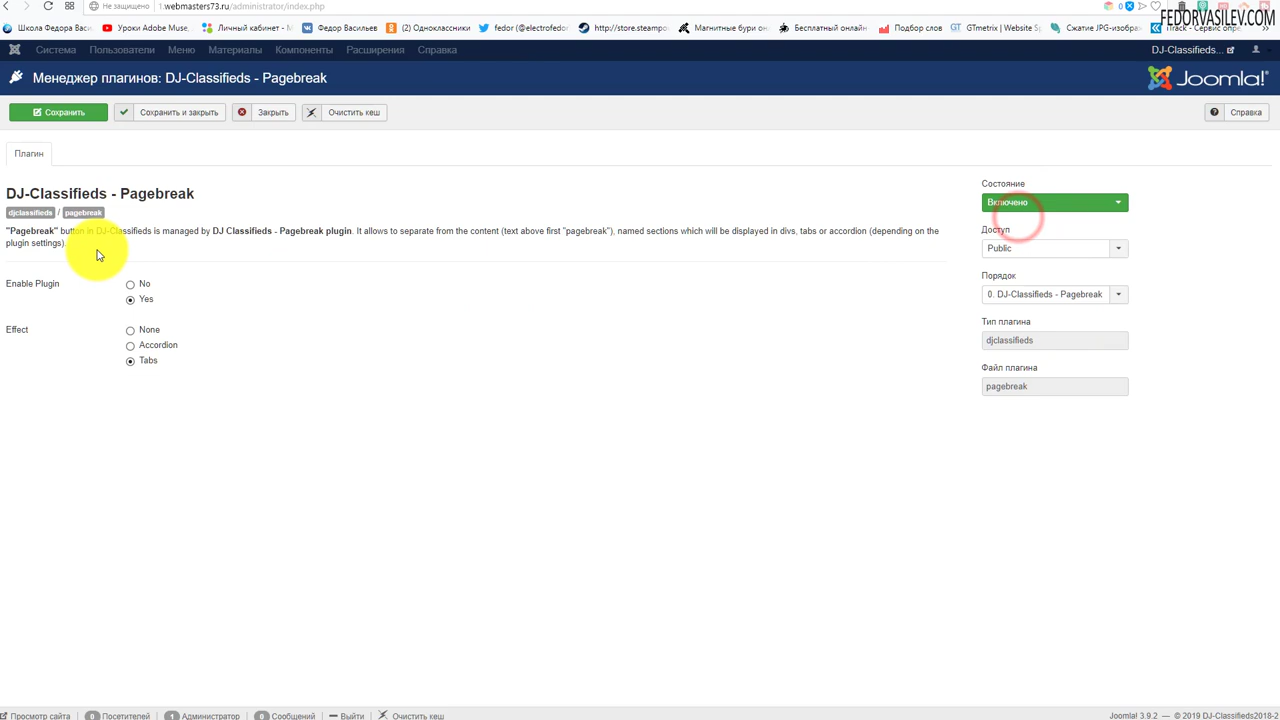 Не защищено
1.webmasters73.ru/administrator/index.php
FEDORVASILEV.COM
Школа Федора Васи
Уроки Adobe Muse,
Личный кабинет -
Федор Васильев
(2) Одноклассники
fedor (@electrofedor
http://store.steampo
Магнитные бури он
Бесплатный онлайн
Подбор слов
GTmetrix | Website S
Сжатие JPG-изобра
iTrack - Сервис опре
Система Пользователи Меню Материалы Компоненты Расширения Справка
DJ-Classifieds...
Менеджер плагинов: DJ-Classifieds - Pagebreak
Joomla!®
Сохранить Сохранить и закрыть Закрыть Очистить кеш Справка
Плагин
DJ-Classifieds - Pagebreak
djclassifieds / pagebreak
"Pagebreak" button in DJ-Classifieds is managed by DJ Classifieds - Pagebreak plugin. It allows to separate from the content (text above first "pagebreak"), named sections which will be displayed in divs, tabs or accordion (depending on the
plugin settings).
Enable Plugin
No
Yes
Effect
None
Accordion
Tabs
Состояние
Включено
Доступ
Public
Порядок
0. DJ-Classifieds - Pagebreak
Тип плагина
djclassifieds
Файл плагина
pagebreak
Просмотр сайта 0 Посетителей 1 Администратор 0 Сообщений Выйти Очистить кеш
Joomla! 3.9.2 — © 2019 DJ-Classifieds2018-2